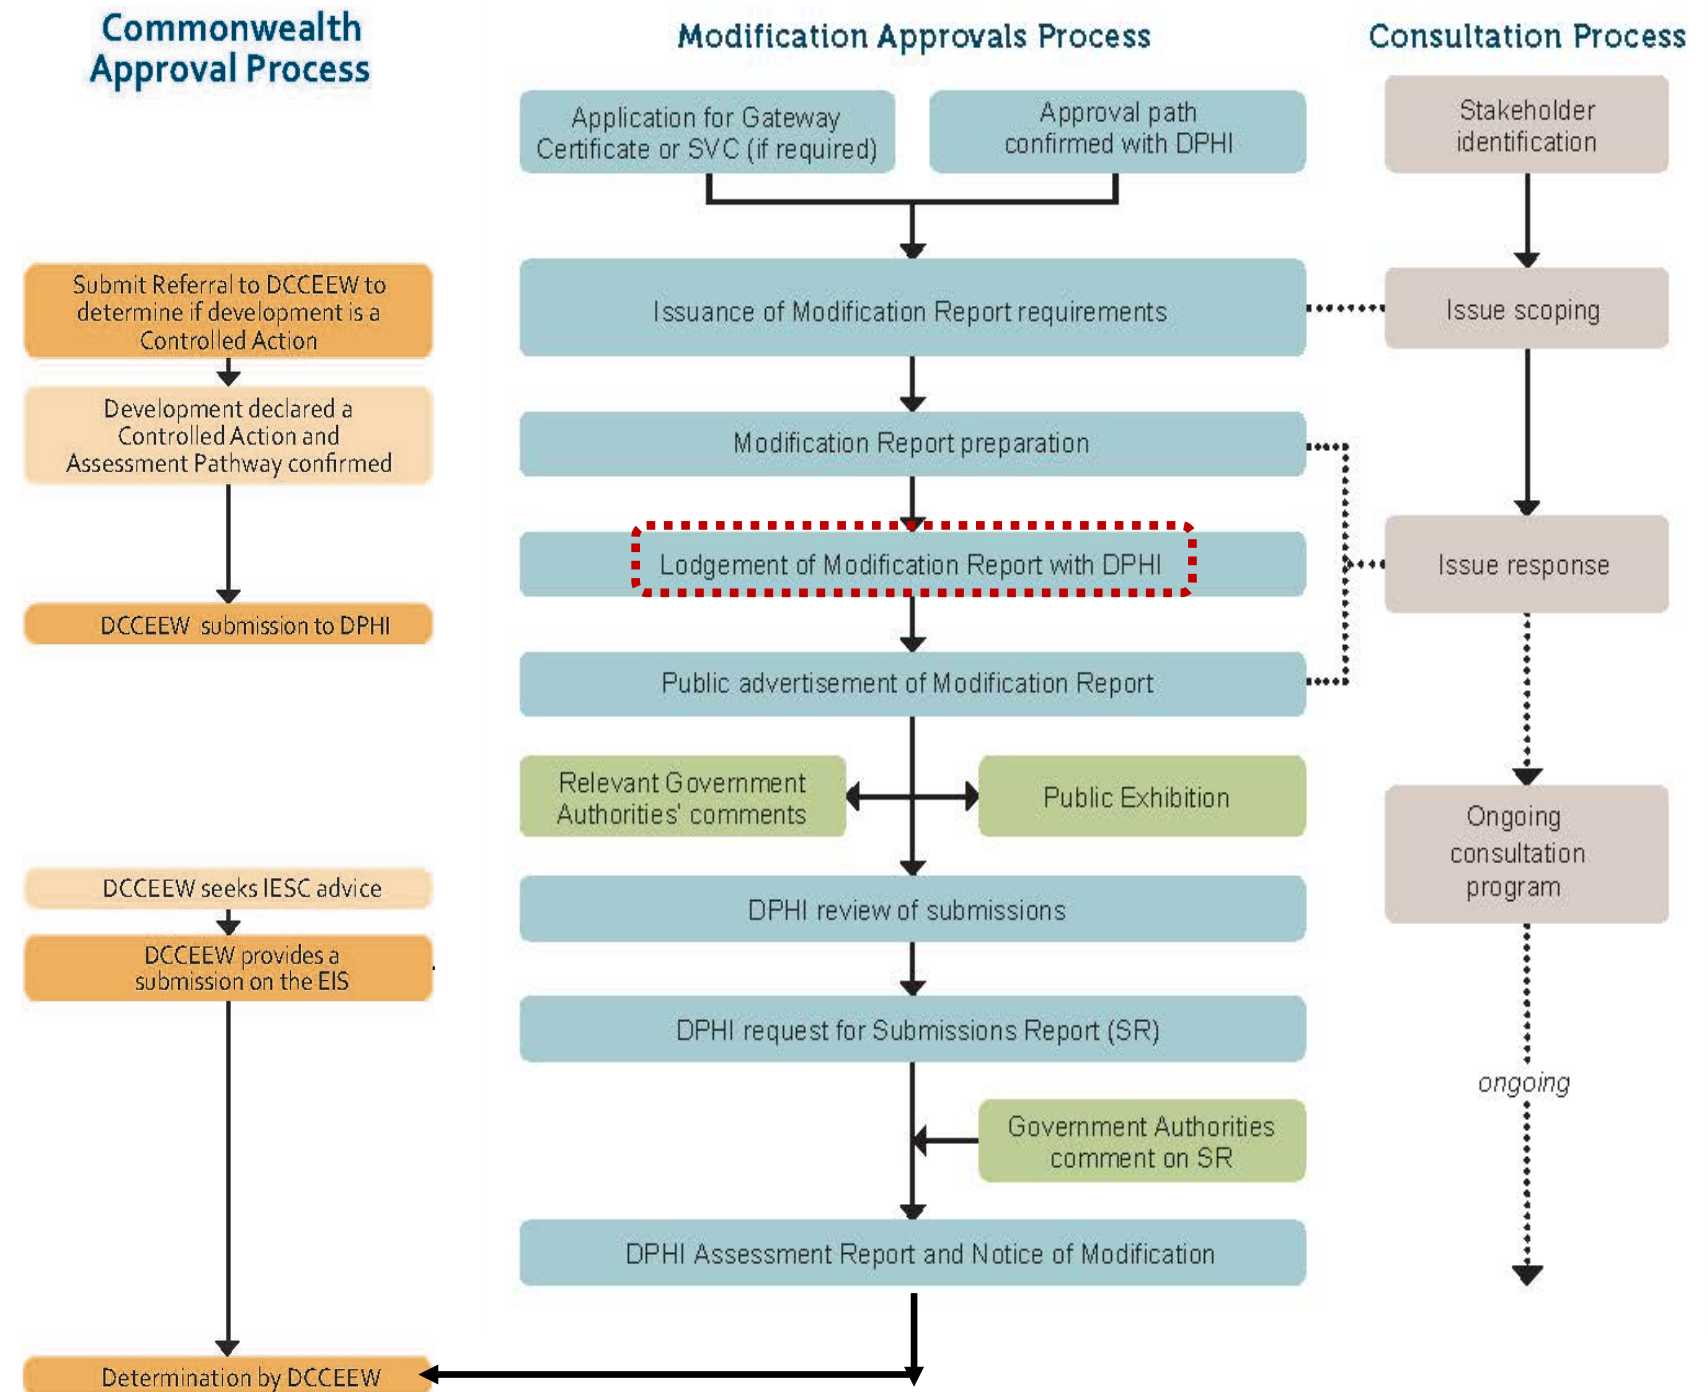 Commonwealth
Approval Process
Submit Referral to DCCEEW to
determine if development is a
Controlled Action
Development declared a
Controlled Action and
Assessment Pathway confirmed
DCCEEW submission to DPHI
DCCEEW seeks IESC advice
DCCEEW provides a
submission on the EIS
Determination by DCCEEW
Modification Approvals Process
Application for Gateway
Certificate or SVC (if required)
Approval path
confirmed with DPHI
Issuance of Modification Report requirements
Modification Report preparation
Lodgement of Modification Report with DPHI
Public advertisement of Modification Report
Relevant Government
Authorities' comments
Public Exhibition
DPHI review of submissions
DPHI request for Submissions Report (SR)
Government Authorities
comment on SR
DPHI Assessment Report and Notice of Modification
Consultation Process
Stakeholder
identification
Issue scoping
Issue response
Ongoing
consultation
program
ongoing